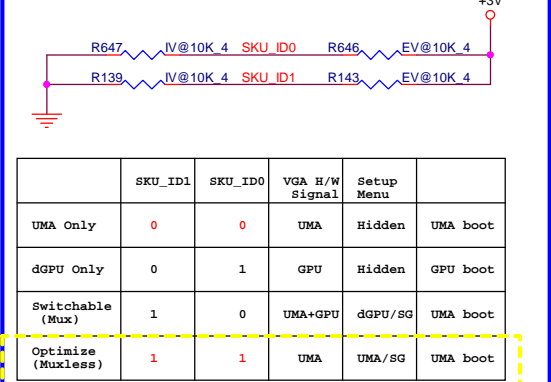 +3V
R647 IV@10K_4 SKU_ID0 R646 EV@10K_4
R139 IV@10K_4 SKU_ID1 R143 EV@10K_4
SKU_ID1 SKU_ID0 VGA H/W Signal Setup Menu
UMA Only 0 0 UMA Hidden UMA boot
dGPU Only 0 1 GPU Hidden GPU boot
Switchable (Mux) 1 0 UMA+GPU dGPU/SG UMA boot
Optimize (Muxless) 1 1 UMA UMA/SG UMA boot